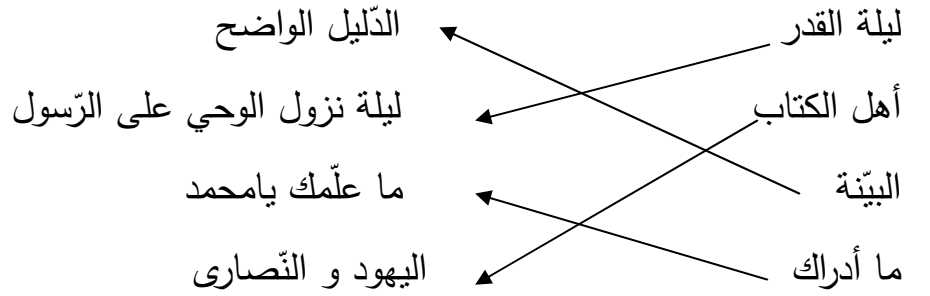 ليلة القدر الدّليل الواضح
أهل الكتاب ليلة نزول الوحي على الرّسول
البيّنة ما علّمك يامحمد
ما أدراك اليهود و النّصارى